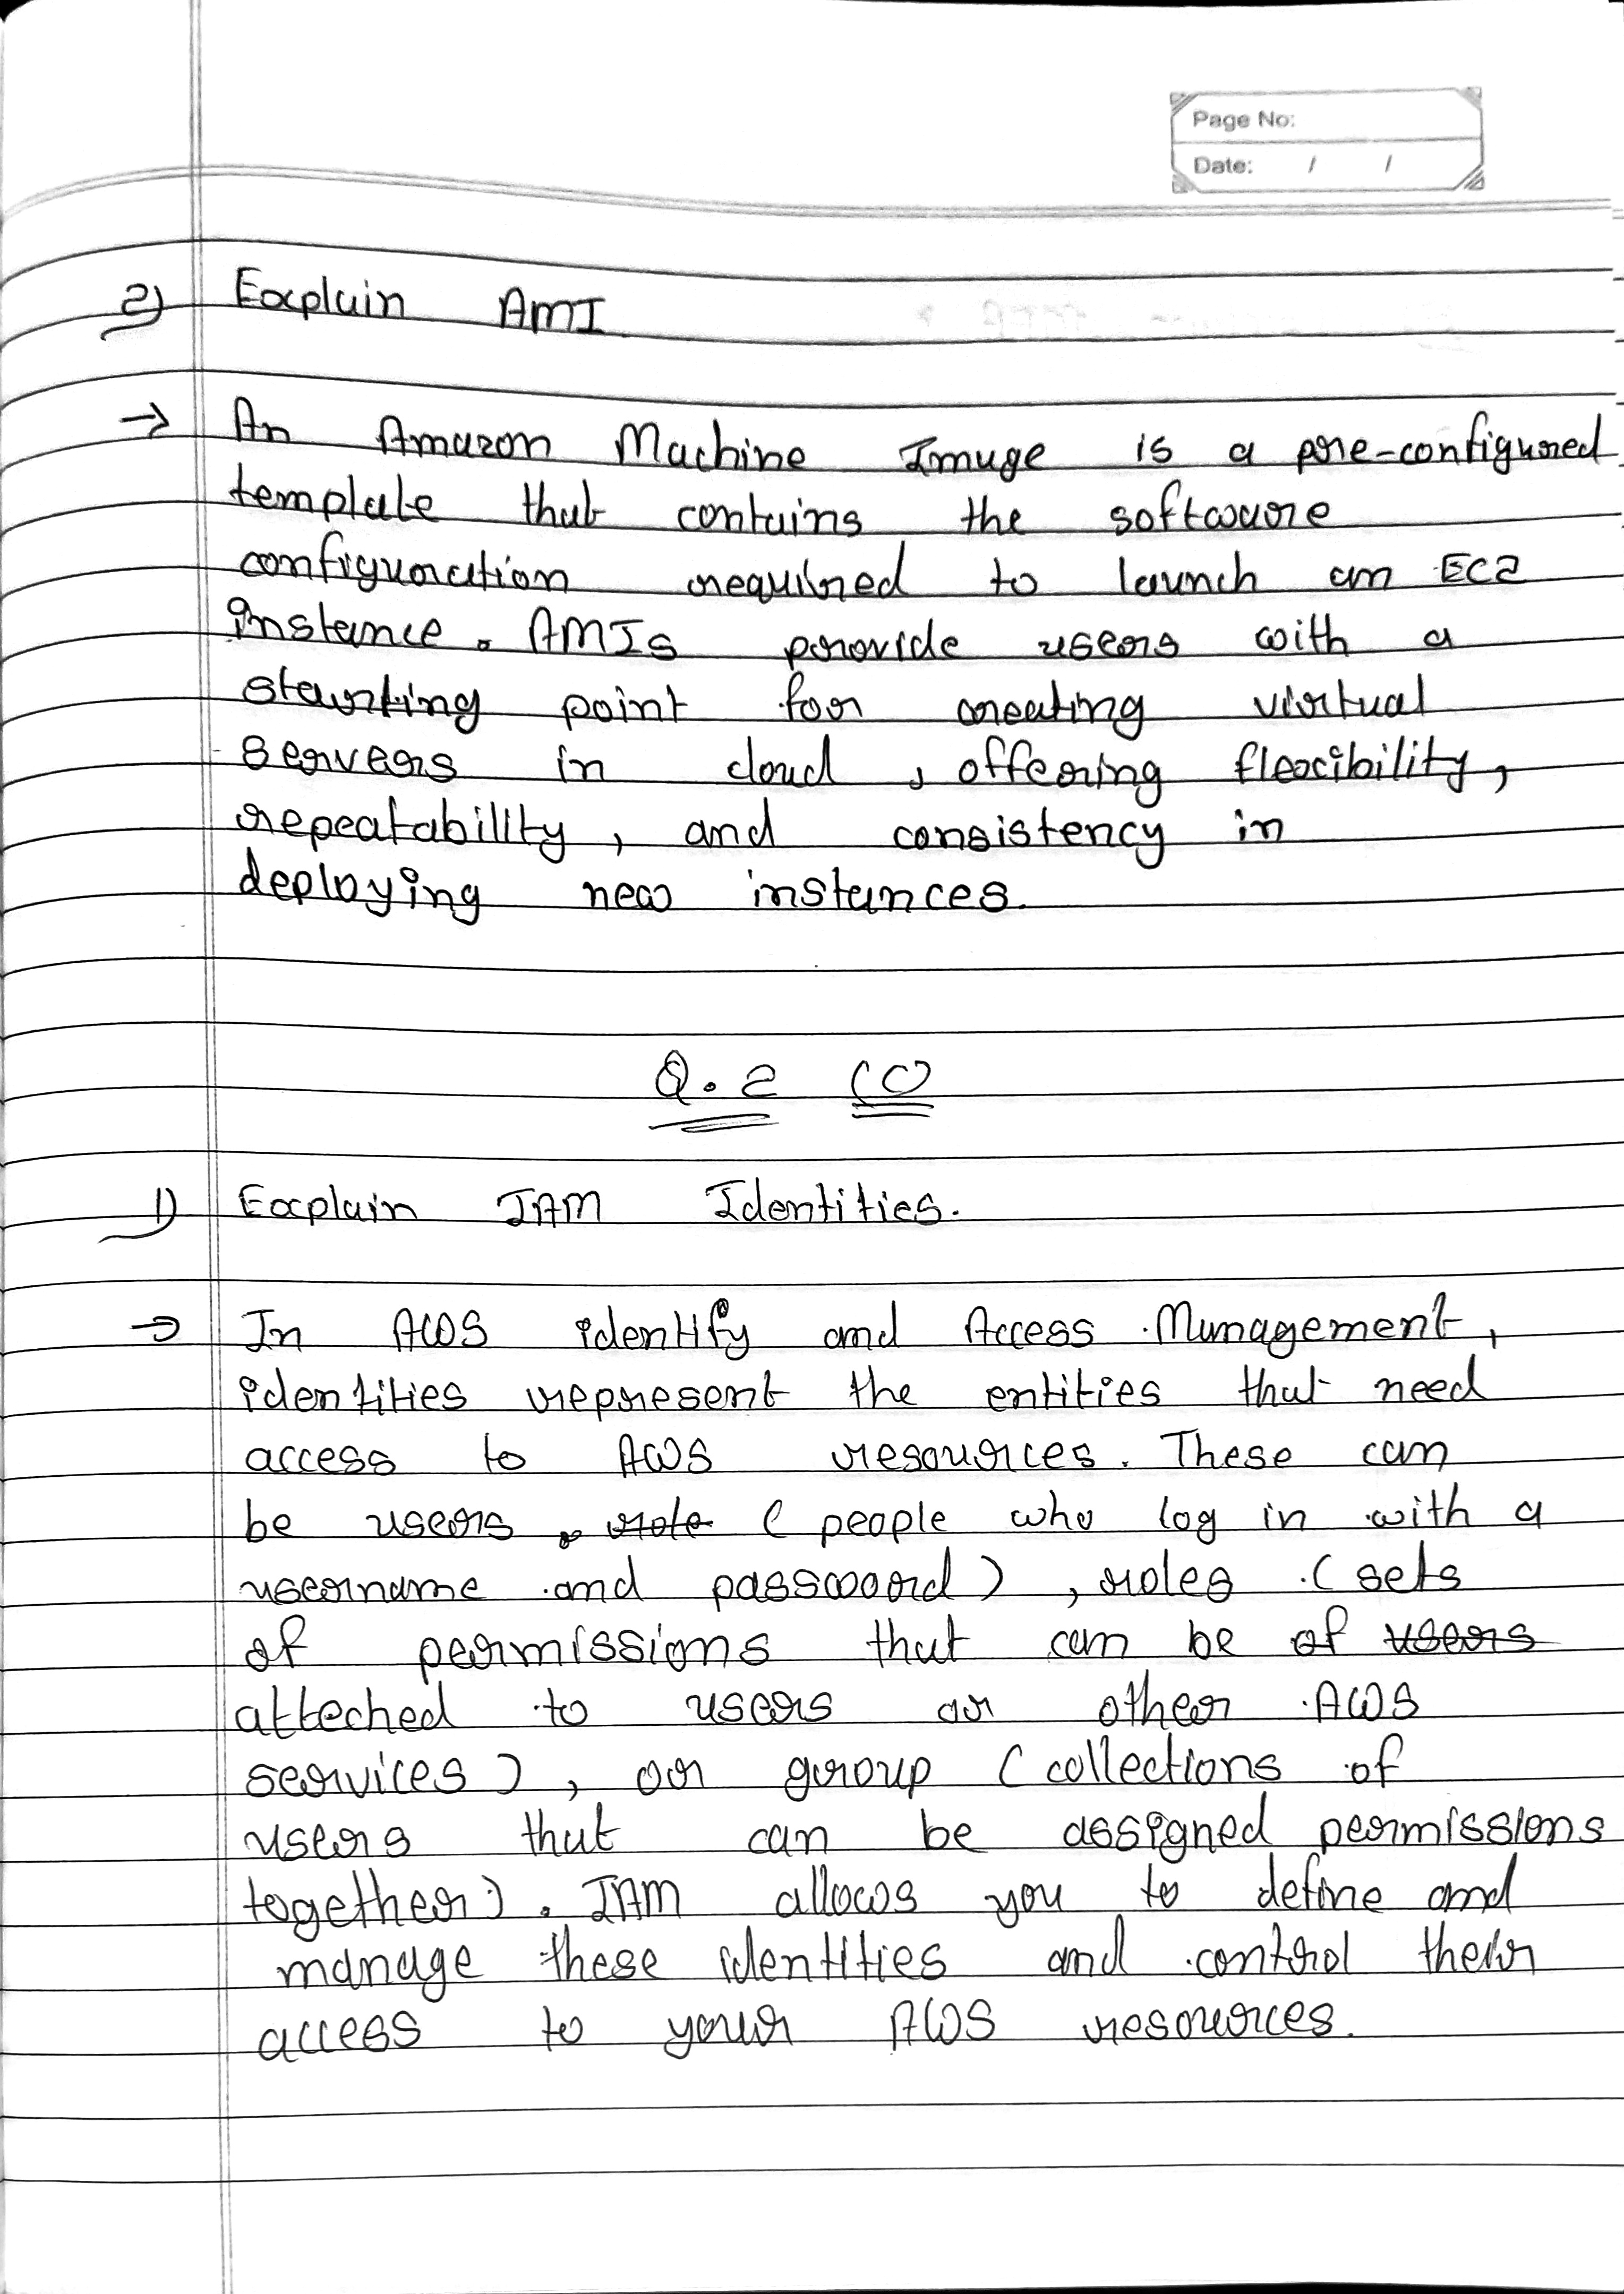 Page No:
Date: / /
2) Explain AMI
→ An Amazon Machine Image is a pre-configured
template that contains the software
configuration required to launch an EC2
instance. AMIs provide users with a
starting point for creating virtual
servers in cloud, offering flexibility,
repeatability, and consistency in
deploying new instances.
Q.2 (C)
1) Explain IAM Identities.
→ In AWS identify and Access Management,
identities represent the entities that need
access to AWS resources. These can
be users, role ( people who log in with a
username and password ), roles ( sets
of permissions that can be of users
atteched to users or other AWS
services ), or group ( collections of
users that can be assigned permissions
together). IAM allows you to define and
manage these identities and control their
access to your AWS resources.